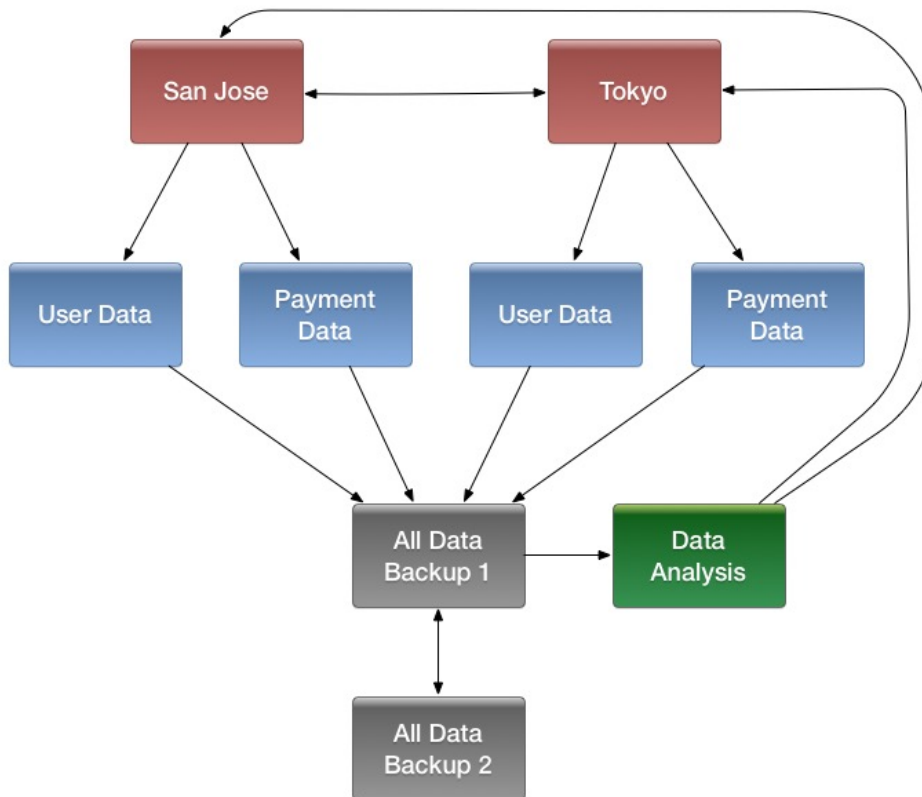 San Jose
Tokyo
User Data
Payment
Data
User Data
Payment
Data
All Data
Backup 1
Data
Analysis
All Data
Backup 2